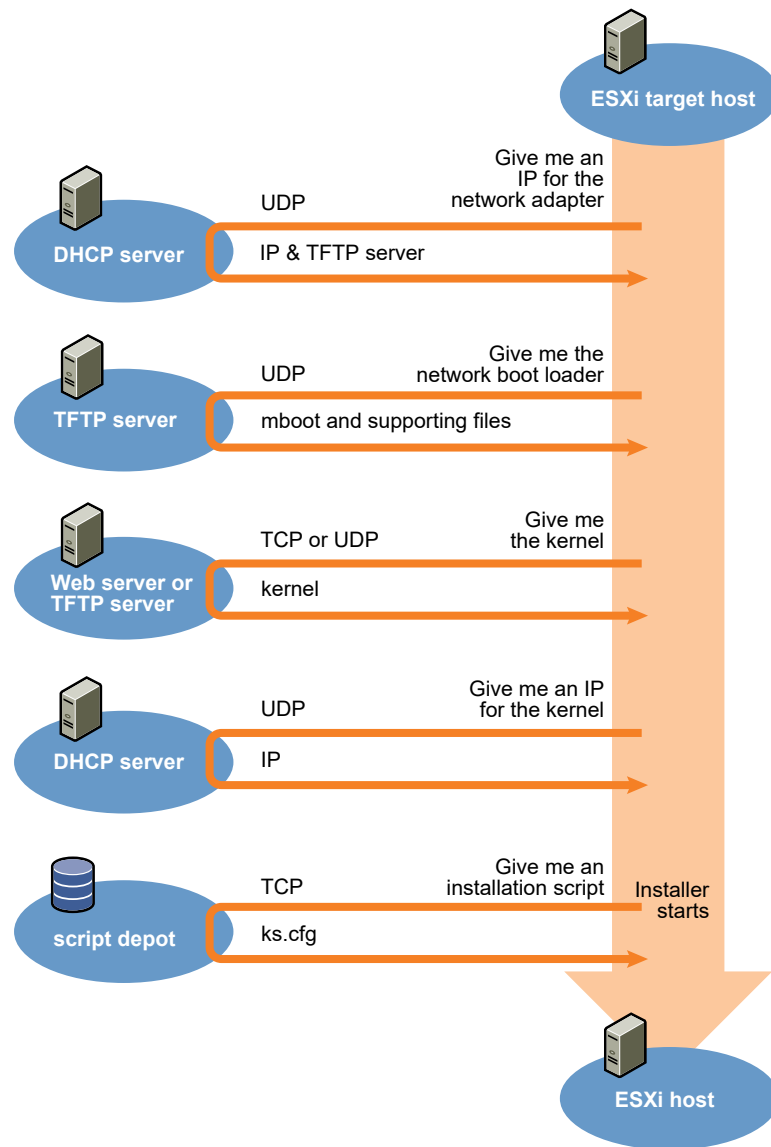 ESXi target host
Give me an
IP for the
network adapter
UDP
DHCP server
IP & TFTP server
Give me the
network boot loader
UDP
TFTP server
mboot and supporting files
Give me
the kernel
TCP or UDP
Web server or
TFTP server
kernel
Give me an IP
for the kernel
UDP
DHCP server
IP
Give me an
installation script
TCP
Installer
starts
script depot
ks.cfg
ESXi host